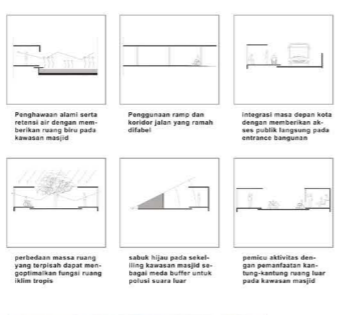 Penghawaan alami serta
retensi air dengan mem-
berikan ruang biru pada
kawasan masjid
Penggunaan ramp dan
koridor jalan yang ramah
difabel
integrasi masa depan kota
dengan memberikan ak-
ses publik langsung pada
entrance bangunan
perbedaan massa ruang
yang terpisah dapat men-
goptimalkan fungsi ruang
iklim tropis
sabuk hijau pada sekel-
iling kawasan masjid se-
bagai meda buffer untuk
polusi suara luar
pemicu aktivitas den-
gan pemanfaatan kan-
tung-kantung ruang luar
pada kawasan masjid